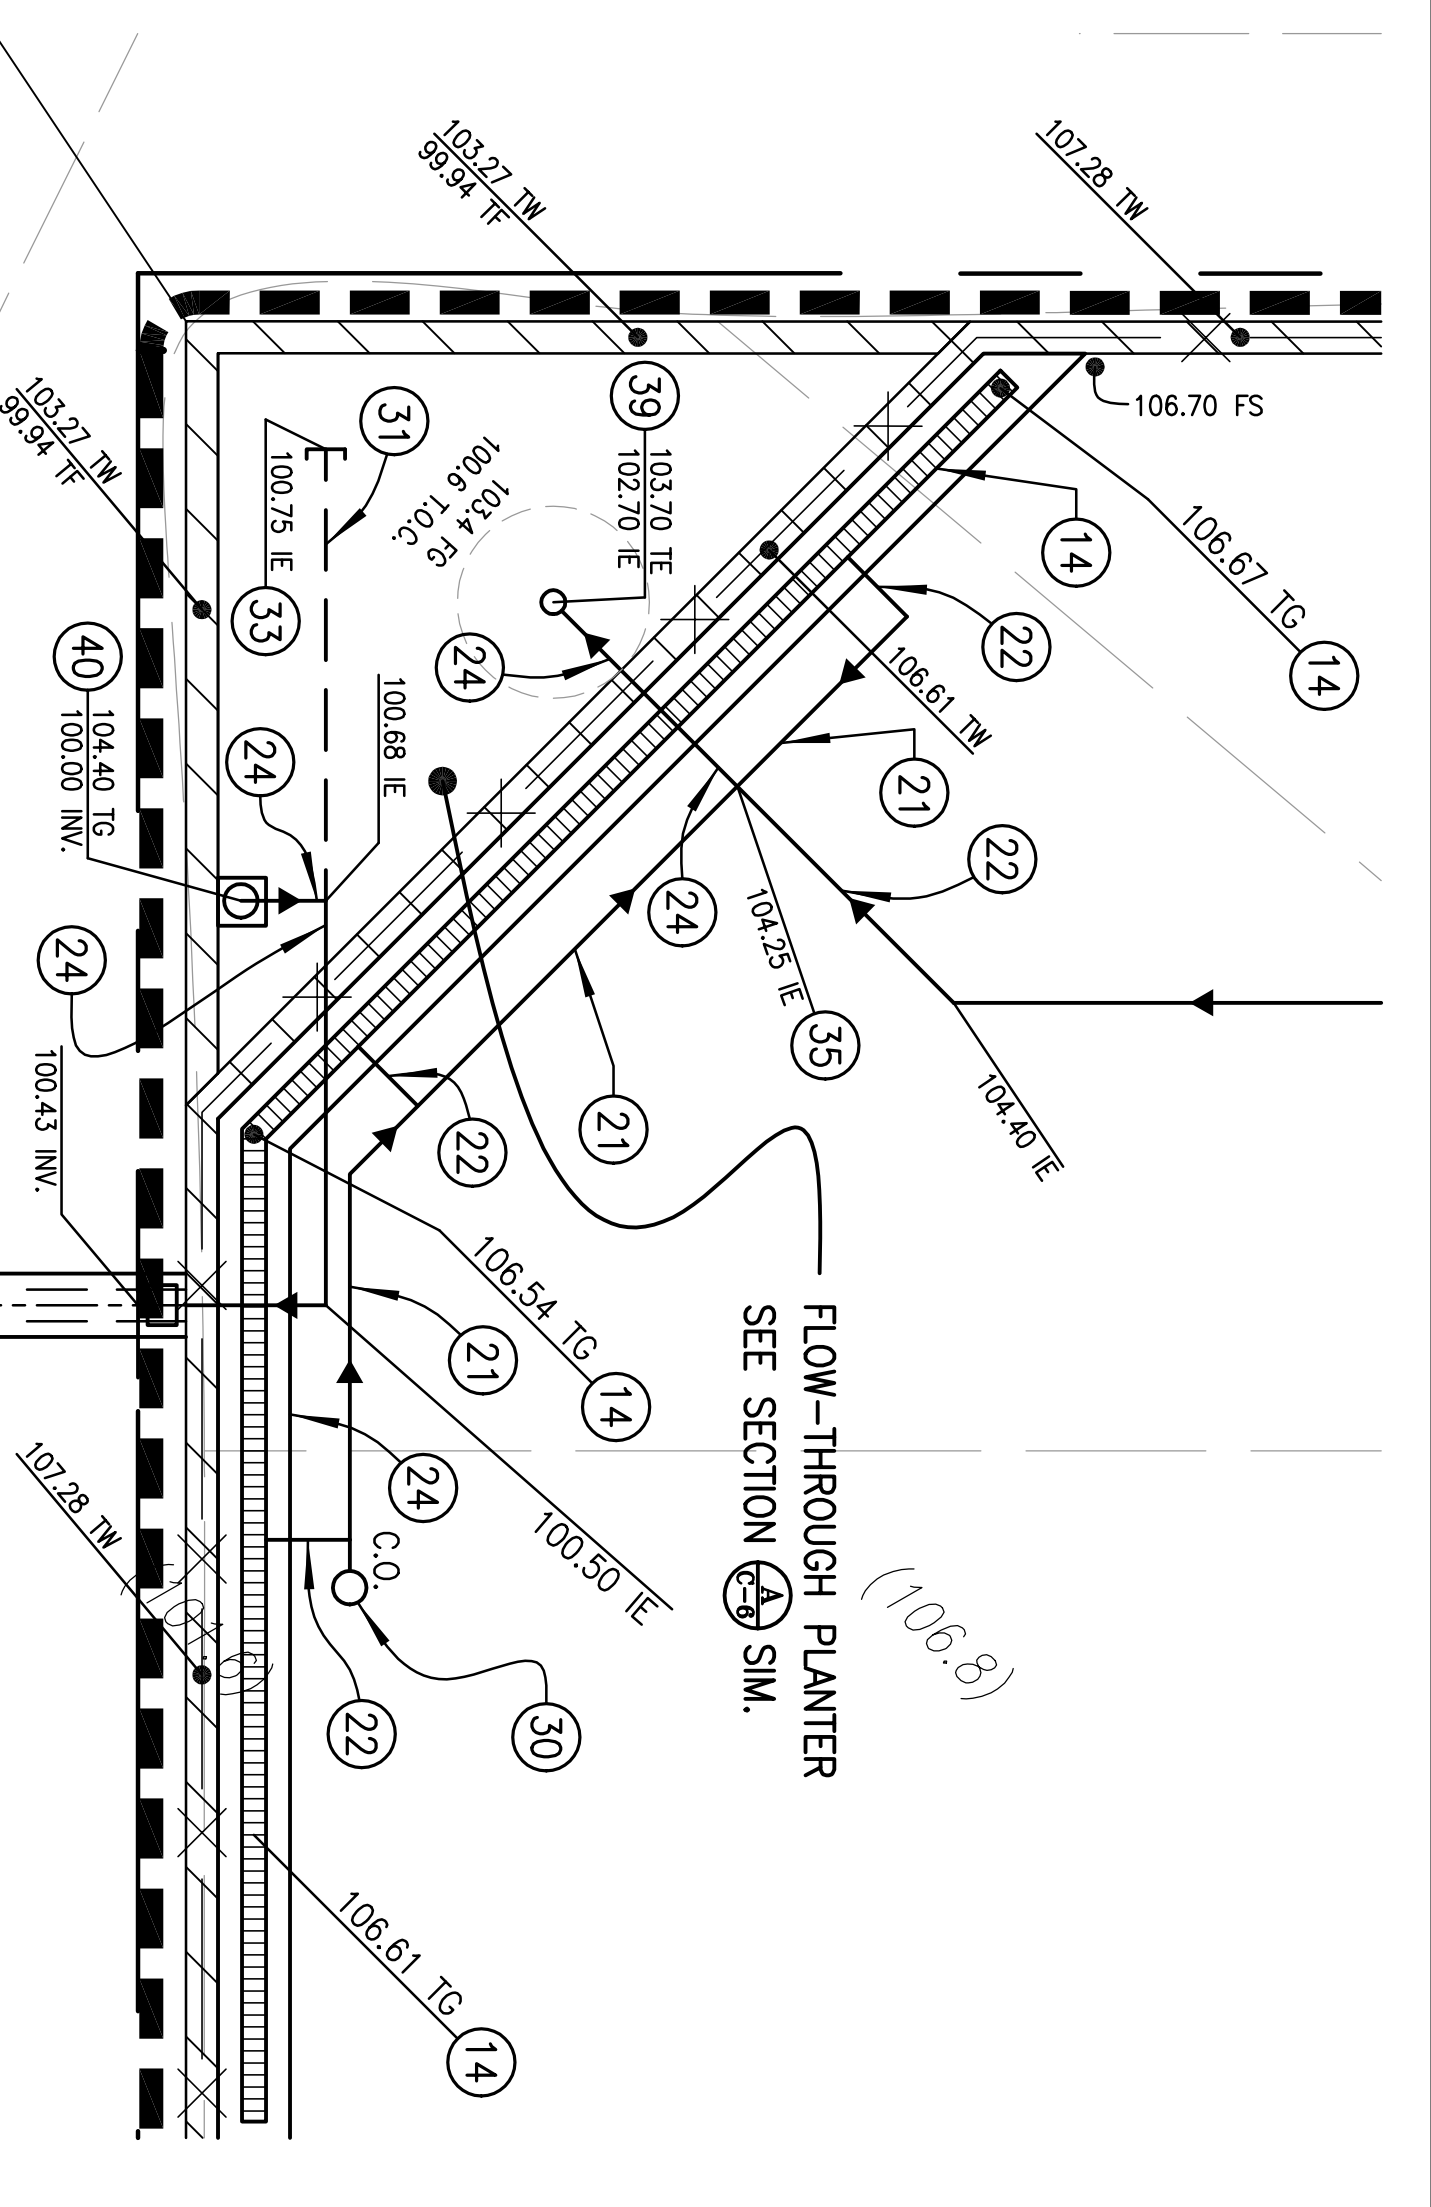 107.28 TW
103.27 TW
99.94 TF
106.70 FS
39
103.70 TE
102.70 IE
31
100.6 T.O.C.
103.4 FG
100.75 IE
33
103.27 TW
99.94 TF
14
106.67 TG
14
22
106.61 TW
21
22
24
24
100.68 IE
24
40
104.40 TG
100.00 INV.
24
104.25 IE
35
104.40 IE
21
22
100.43 INV.
106.54 TG
14
21
24
100.50 IE
C.O.
22
30
FLOW-THROUGH PLANTER
SEE SECTION A C-6 SIM.
(106.8)
107.28 TW
106.61 TG
14